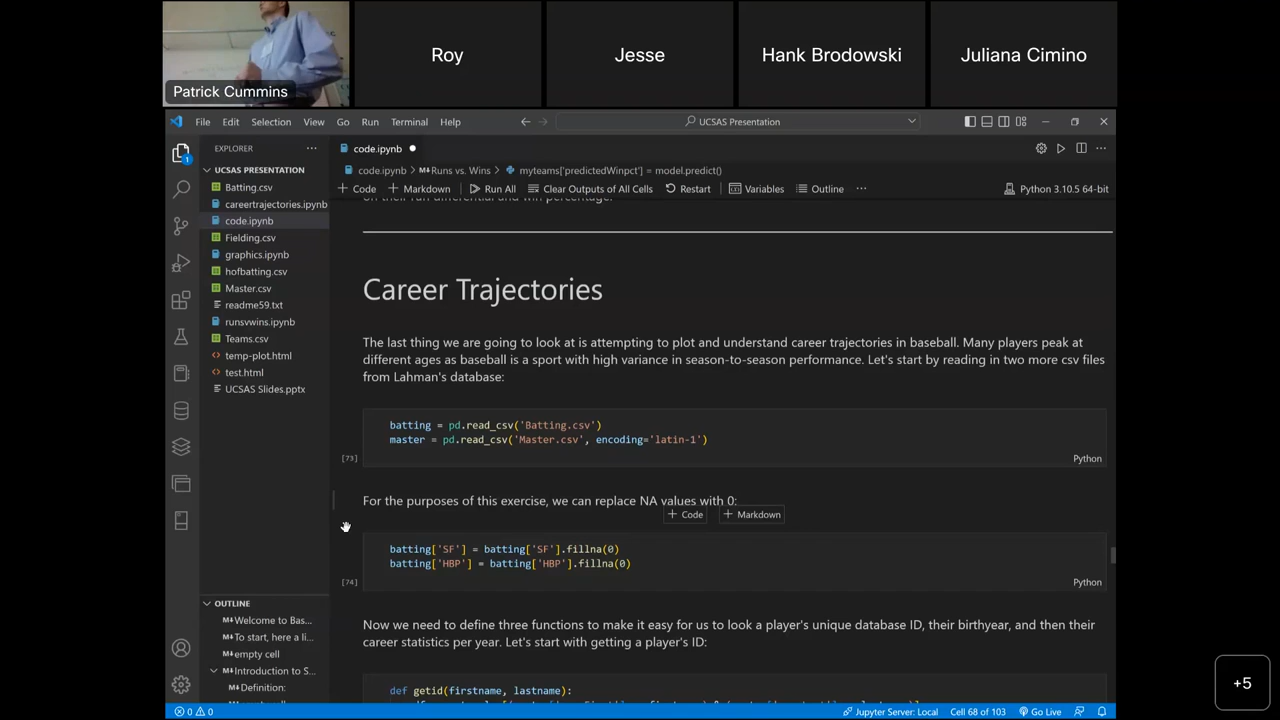 Patrick Cummins
Roy
Jesse
Hank Brodowski
Juliana Cimino
File Edit Selection View Go Run Terminal Help
UCSAS Presentation
EXPLORER
code.ipynb
UCSAS PRESENTATION
Batting.csv
careertrajectories.ipynb
code.ipynb
Fielding.csv
graphics.ipynb
hofbatting.csv
Master.csv
readme59.txt
runsvwins.ipynb
Teams.csv
temp-plot.html
test.html
UCSAS Slides.pptx
OUTLINE
Welcome to Bas...
To start, here a li...
empty cell
Introduction to S...
Definition:
code.ipynb > Runs vs. Wins > myteams['predictedWinpct'] = model.predict()
+ Code + Markdown Run All Clear Outputs of All Cells Restart Variables Outline ... Python 3.10.5 64-bit
on their run differential and win percentage.
Career Trajectories
The last thing we are going to look at is attempting to plot and understand career trajectories in baseball. Many players peak at
different ages as baseball is a sport with high variance in season-to-season performance. Let's start by reading in two more csv files
from Lahman's database:
batting = pd.read_csv('Batting.csv')
master = pd.read_csv('Master.csv', encoding='latin-1')
[73]
Python
For the purposes of this exercise, we can replace NA values with 0:
+ Code + Markdown
batting['SF'] = batting['SF'].fillna(0)
batting['HBP'] = batting['HBP'].fillna(0)
[74]
Python
Now we need to define three functions to make it easy for us to look a player's unique database ID, their birthyear, and then their
career statistics per year. Let's start with getting a player's ID:
def getid(firstname, lastname):
0 0
Jupyter Server: Local Cell 68 of 103 Go Live
+5